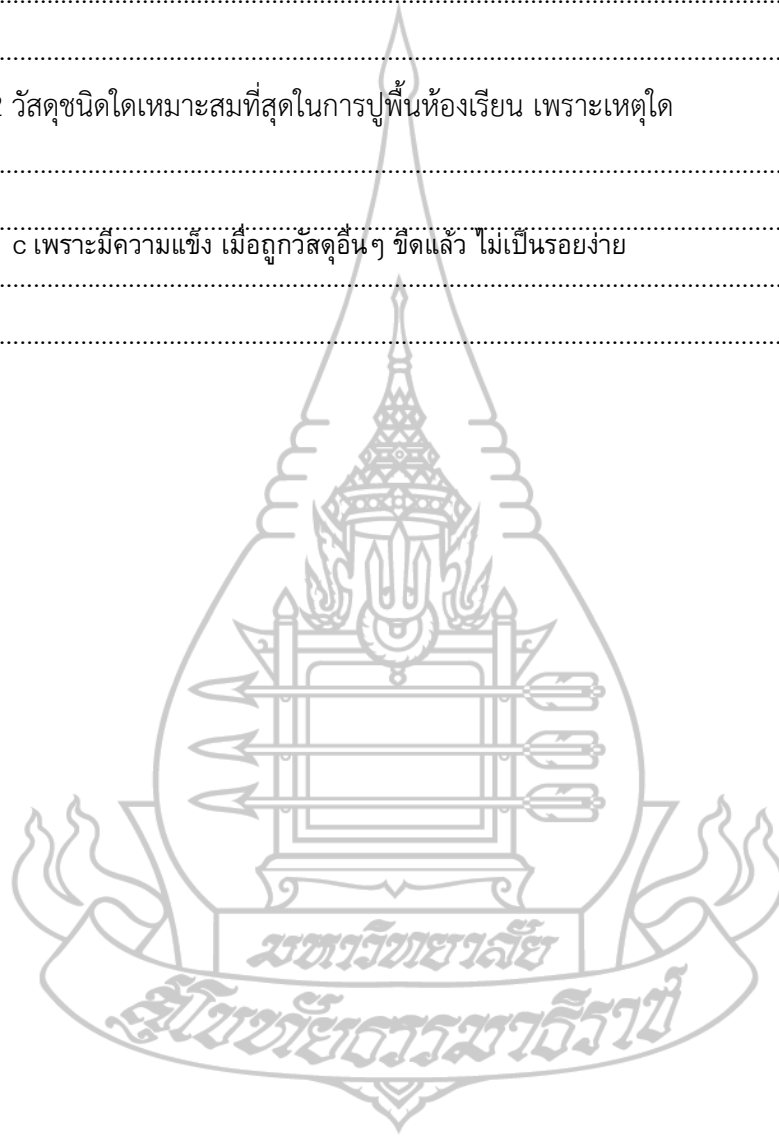 2 วัสดุชนิดใดเหมาะสมที่สุดในการปูพื้นห้องเรียน เพราะเหตุใด
c เพราะมีความแข็ง เมื่อถูกวัสดุอื่นๆ ขีดแล้ว ไม่เป็นรอยง่าย
มหาวิทยาลัย
สุโขทัยธรรมาธิราช